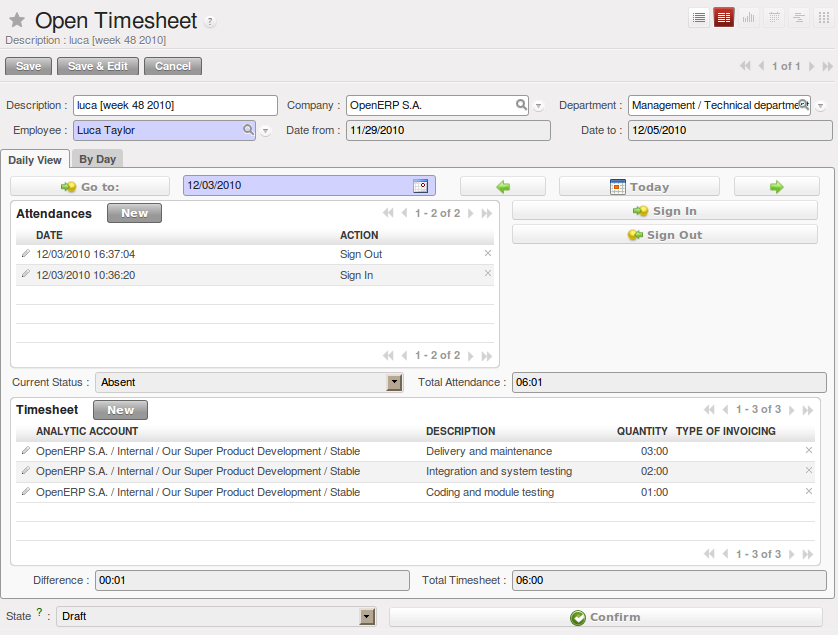 Open Timesheet ?
Description : luca [week 48 2010]
Save Save & Edit Cancel 1 of 1
Description : luca [week 48 2010] Company : OpenERP S.A. Department : Management / Technical departme
Employee : Luca Taylor Date from : 11/29/2010 Date to : 12/05/2010
Daily View By Day
Go to: 12/03/2010 Today
Attendances New 1 - 2 of 2 Sign In
DATE ACTION Sign Out
12/03/2010 16:37:04 Sign Out
12/03/2010 10:36:20 Sign In
1 - 2 of 2
Current Status : Absent Total Attendance : 06:01
Timesheet New 1 - 3 of 3
ANALYTIC ACCOUNT DESCRIPTION QUANTITY TYPE OF INVOICING
OpenERP S.A. / Internal / Our Super Product Development / Stable Delivery and maintenance 03:00
OpenERP S.A. / Internal / Our Super Product Development / Stable Integration and system testing 02:00
OpenERP S.A. / Internal / Our Super Product Development / Stable Coding and module testing 01:00
1 - 3 of 3
Difference : 00:01 Total Timesheet : 06:00
State ? : Draft Confirm